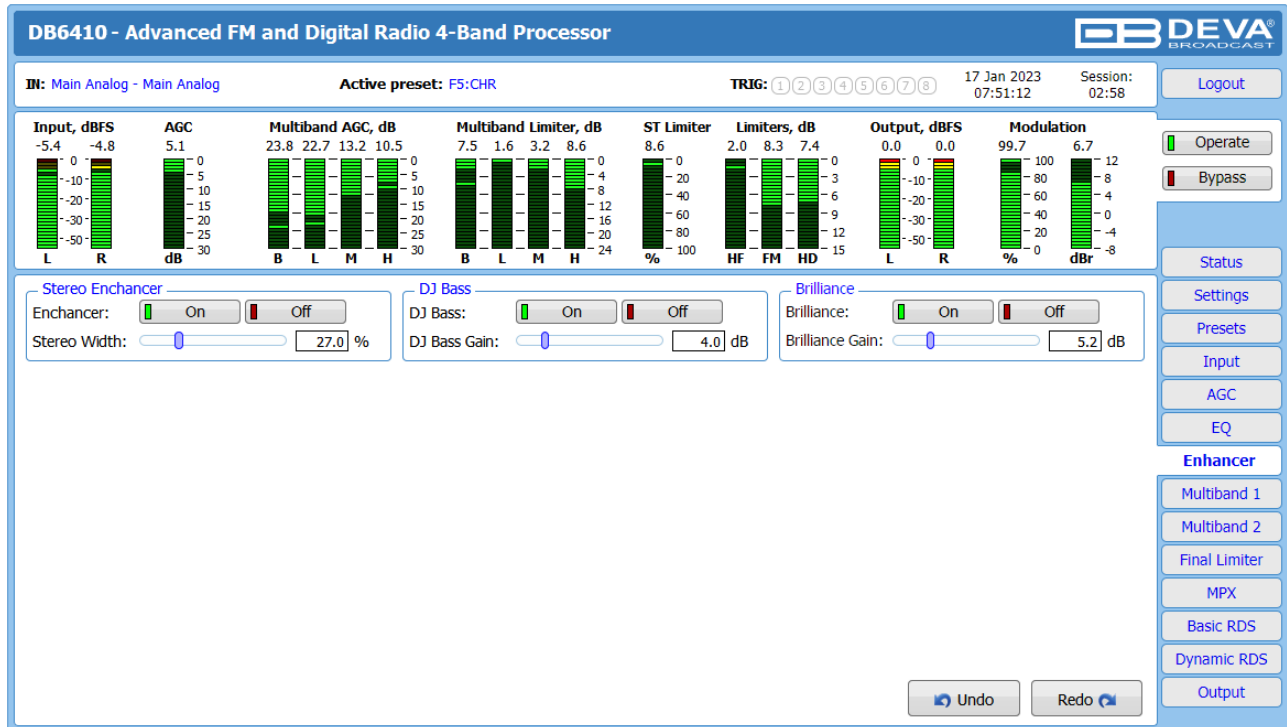 DB6410 - Advanced FM and Digital Radio 4-Band Processor
DEVA®
BROADCAST
IN: Main Analog - Main Analog Active preset: F5:CHR TRIG: 1 2 3 4 5 6 7 8 17 Jan 2023 Session:
07:51:12 02:58
Logout
Input, dBFS AGC Multiband AGC, dB Multiband Limiter, dB ST Limiter Limiters, dB Output, dBFS Modulation
-5.4 -4.8 5.1 23.8 22.7 13.2 10.5 7.5 1.6 3.2 8.6 8.6 2.0 8.3 7.4 0.0 0.0 99.7 6.7
0 0 0 0 0 0 0 100 12
-10 5 5 4 20 3 -10 80 8
-20 10 10 8 40 6 -20 60 4
-30 15 15 12 60 9 -30 40 0
-50 20 20 16 80 12 -50 20 -4
25 25 20 100 15 0 -8
30 30 24
L R dB B L M H B L M H % HF FM HD L R % dBr
Operate
Bypass
Stereo Enchancer
Enchancer: On Off
Stereo Width: 27.0 %
DJ Bass
DJ Bass: On Off
DJ Bass Gain: 4.0 dB
Brilliance
Brilliance: On Off
Brilliance Gain: 5.2 dB
Status
Settings
Presets
Input
AGC
EQ
Enhancer
Multiband 1
Multiband 2
Final Limiter
MPX
Basic RDS
Dynamic RDS
Output
Undo Redo